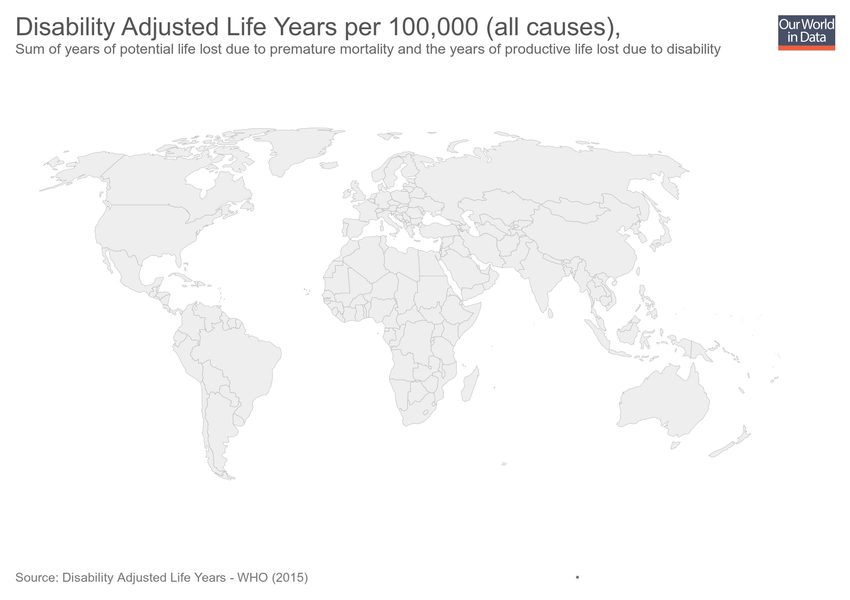 Disability Adjusted Life Years per 100,000 (all causes),
Sum of years of potential life lost due to premature mortality and the years of productive life lost due to disability
Our World
in Data
Source: Disability Adjusted Life Years - WHO (2015)
•